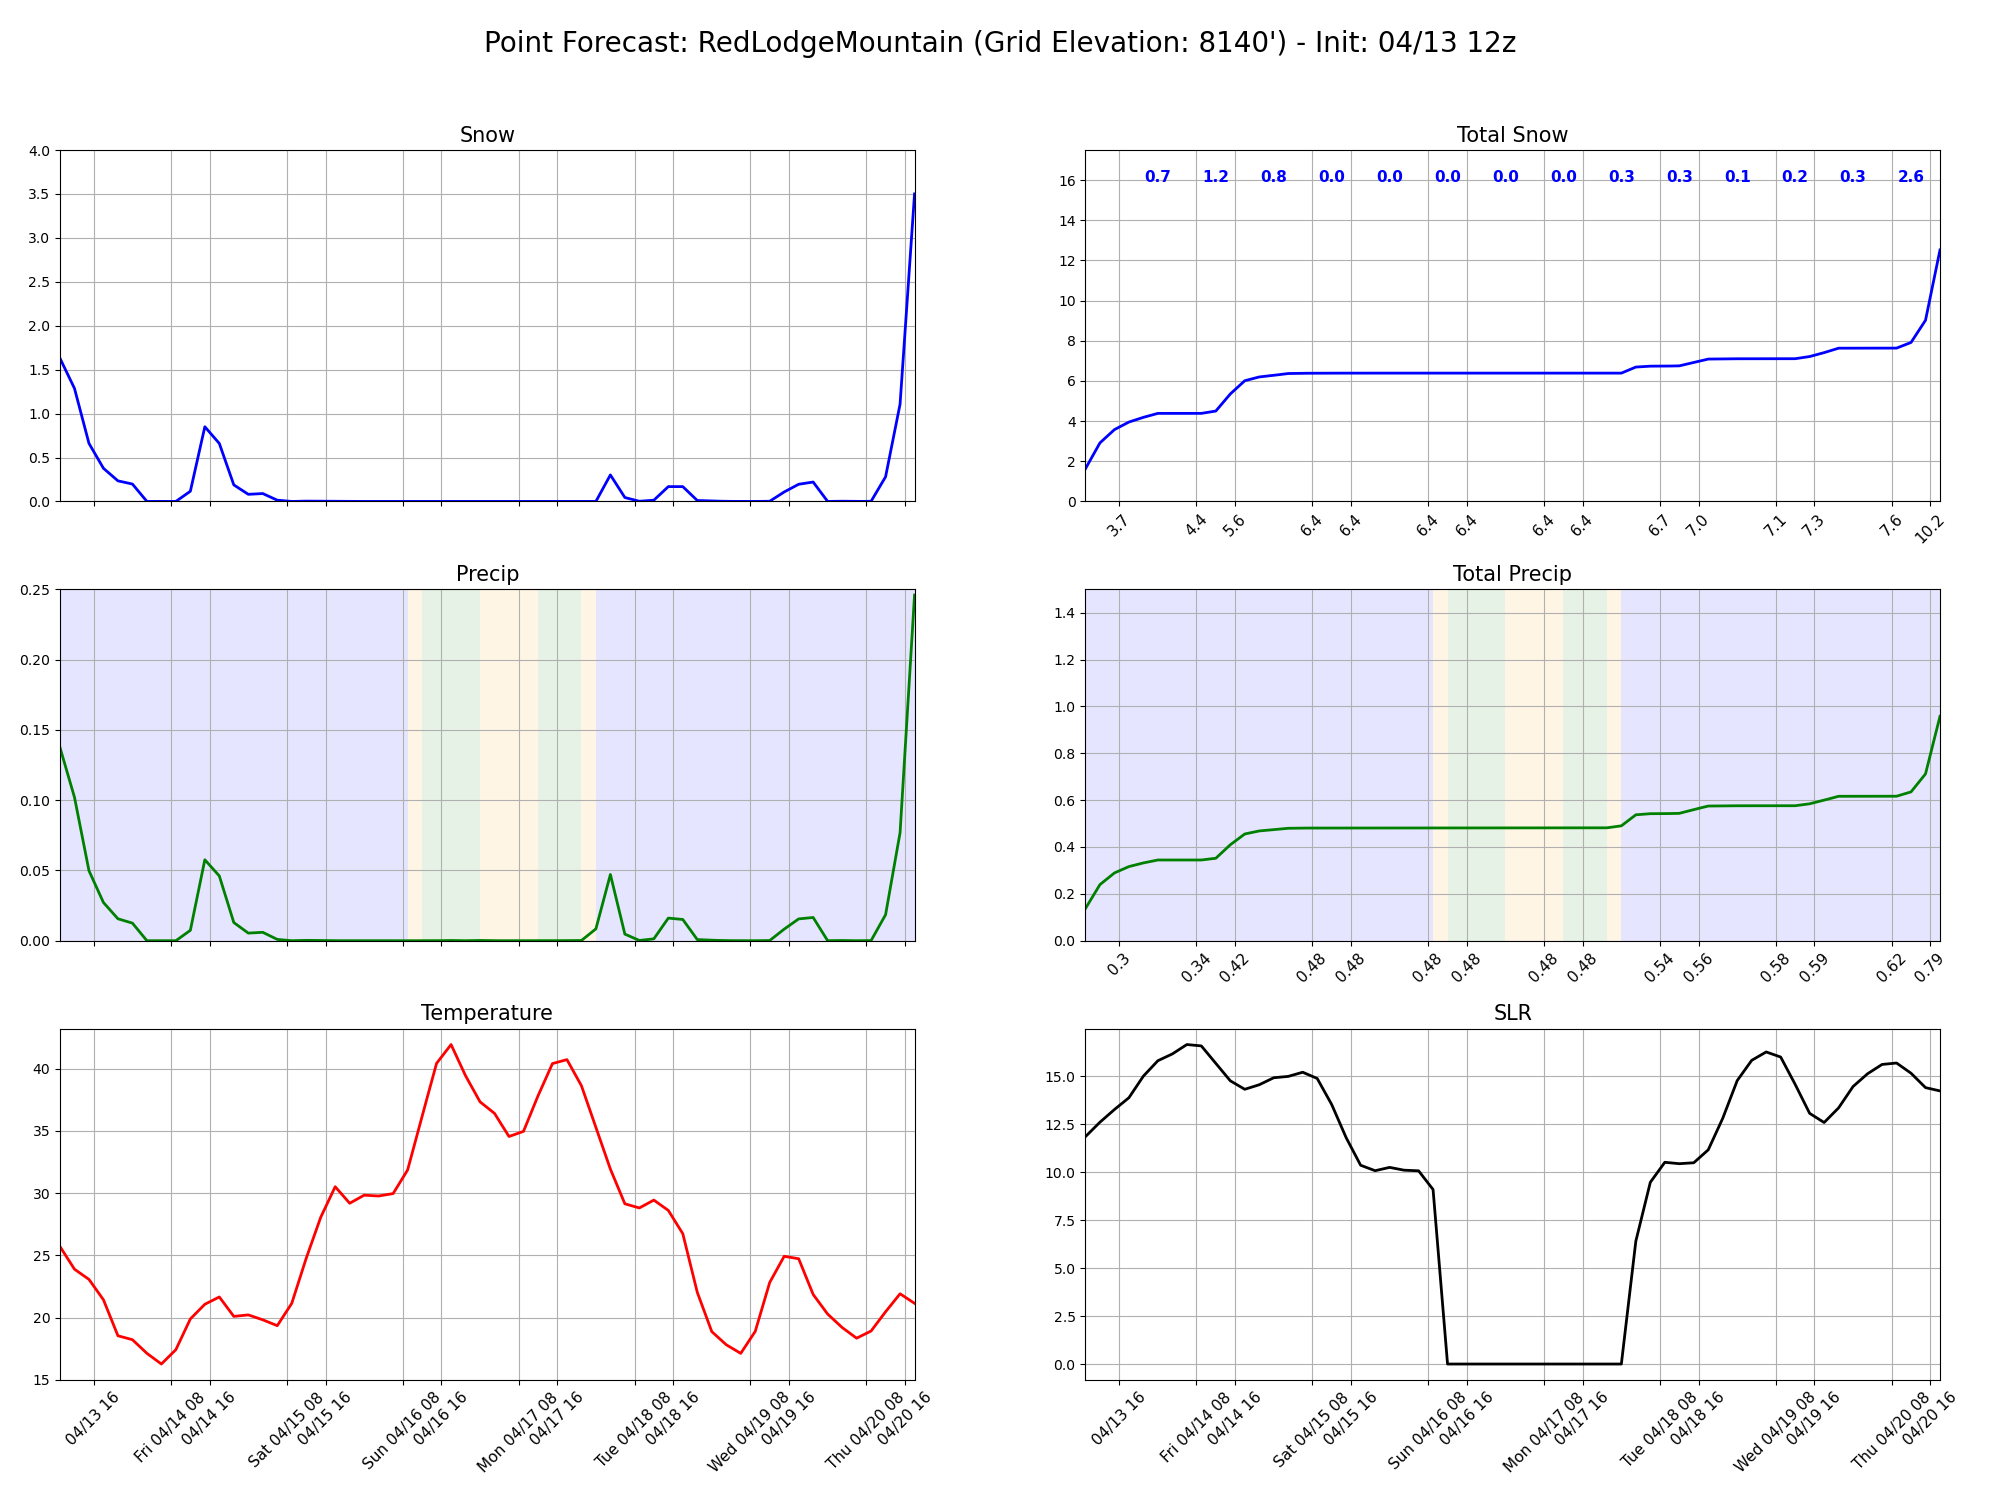 Point Forecast: RedLodgeMountain (Grid Elevation: 8140') - Init: 04/13 12z
Snow
4.0
3.5
3.0
2.5
2.0
1.5
1.0
0.5
0.0
Total Snow
0.7 1.2 0.8 0.0 0.0 0.0 0.0 0.0 0.3 0.3 0.1 0.2 0.3 2.6
16
14
12
10
8
6
4
2
0
3.7 4.4 5.6 6.4 6.4 6.4 6.4 6.4 6.4 6.7 7.0 7.1 7.3 7.6 10.2
Precip
0.25
0.20
0.15
0.10
0.05
0.00
Total Precip
1.4
1.2
1.0
0.8
0.6
0.4
0.2
0.0
0.3 0.34 0.42 0.48 0.48 0.48 0.48 0.48 0.48 0.54 0.56 0.58 0.59 0.62 0.79
Temperature
40
35
30
25
20
15
04/13 16
Fri 04/14 08
04/14 16
Sat 04/15 08
04/15 16
Sun 04/16 08
04/16 16
Mon 04/17 08
04/17 16
Tue 04/18 08
04/18 16
Wed 04/19 08
04/19 16
Thu 04/20 08
04/20 16
SLR
15.0
12.5
10.0
7.5
5.0
2.5
0.0
04/13 16
Fri 04/14 08
04/14 16
Sat 04/15 08
04/15 16
Sun 04/16 08
04/16 16
Mon 04/17 08
04/17 16
Tue 04/18 08
04/18 16
Wed 04/19 08
04/19 16
Thu 04/20 08
04/20 16